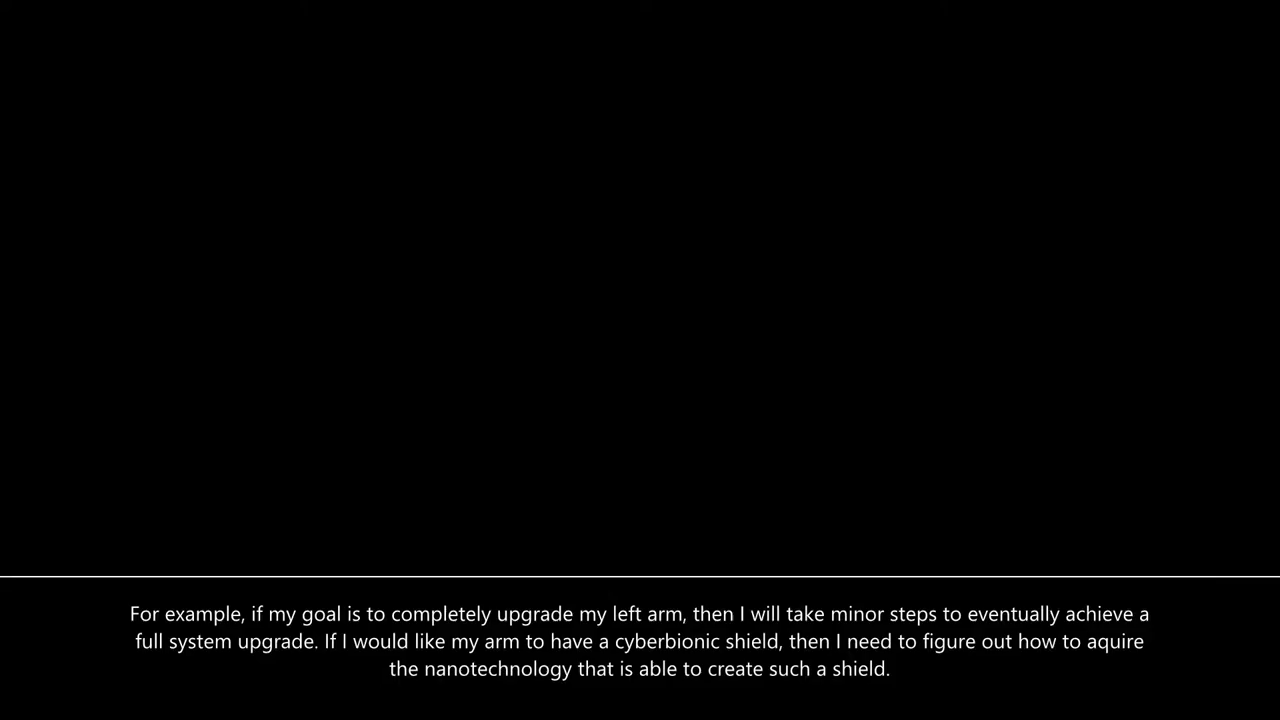 For example, if my goal is to completely upgrade my left arm, then I will take minor steps to eventually achieve a
full system upgrade. If I would like my arm to have a cyberbionic shield, then I need to figure out how to aquire
the nanotechnology that is able to create such a shield.